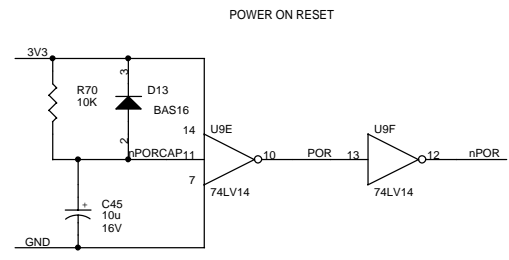 POWER ON RESET
3V3
3
R70
10K
D13
BAS16
2
14
U9E
nPORCAP
11
10
POR
13
U9F
12
nPOR
7
74LV14
74LV14
C45
10u
16V
+
GND